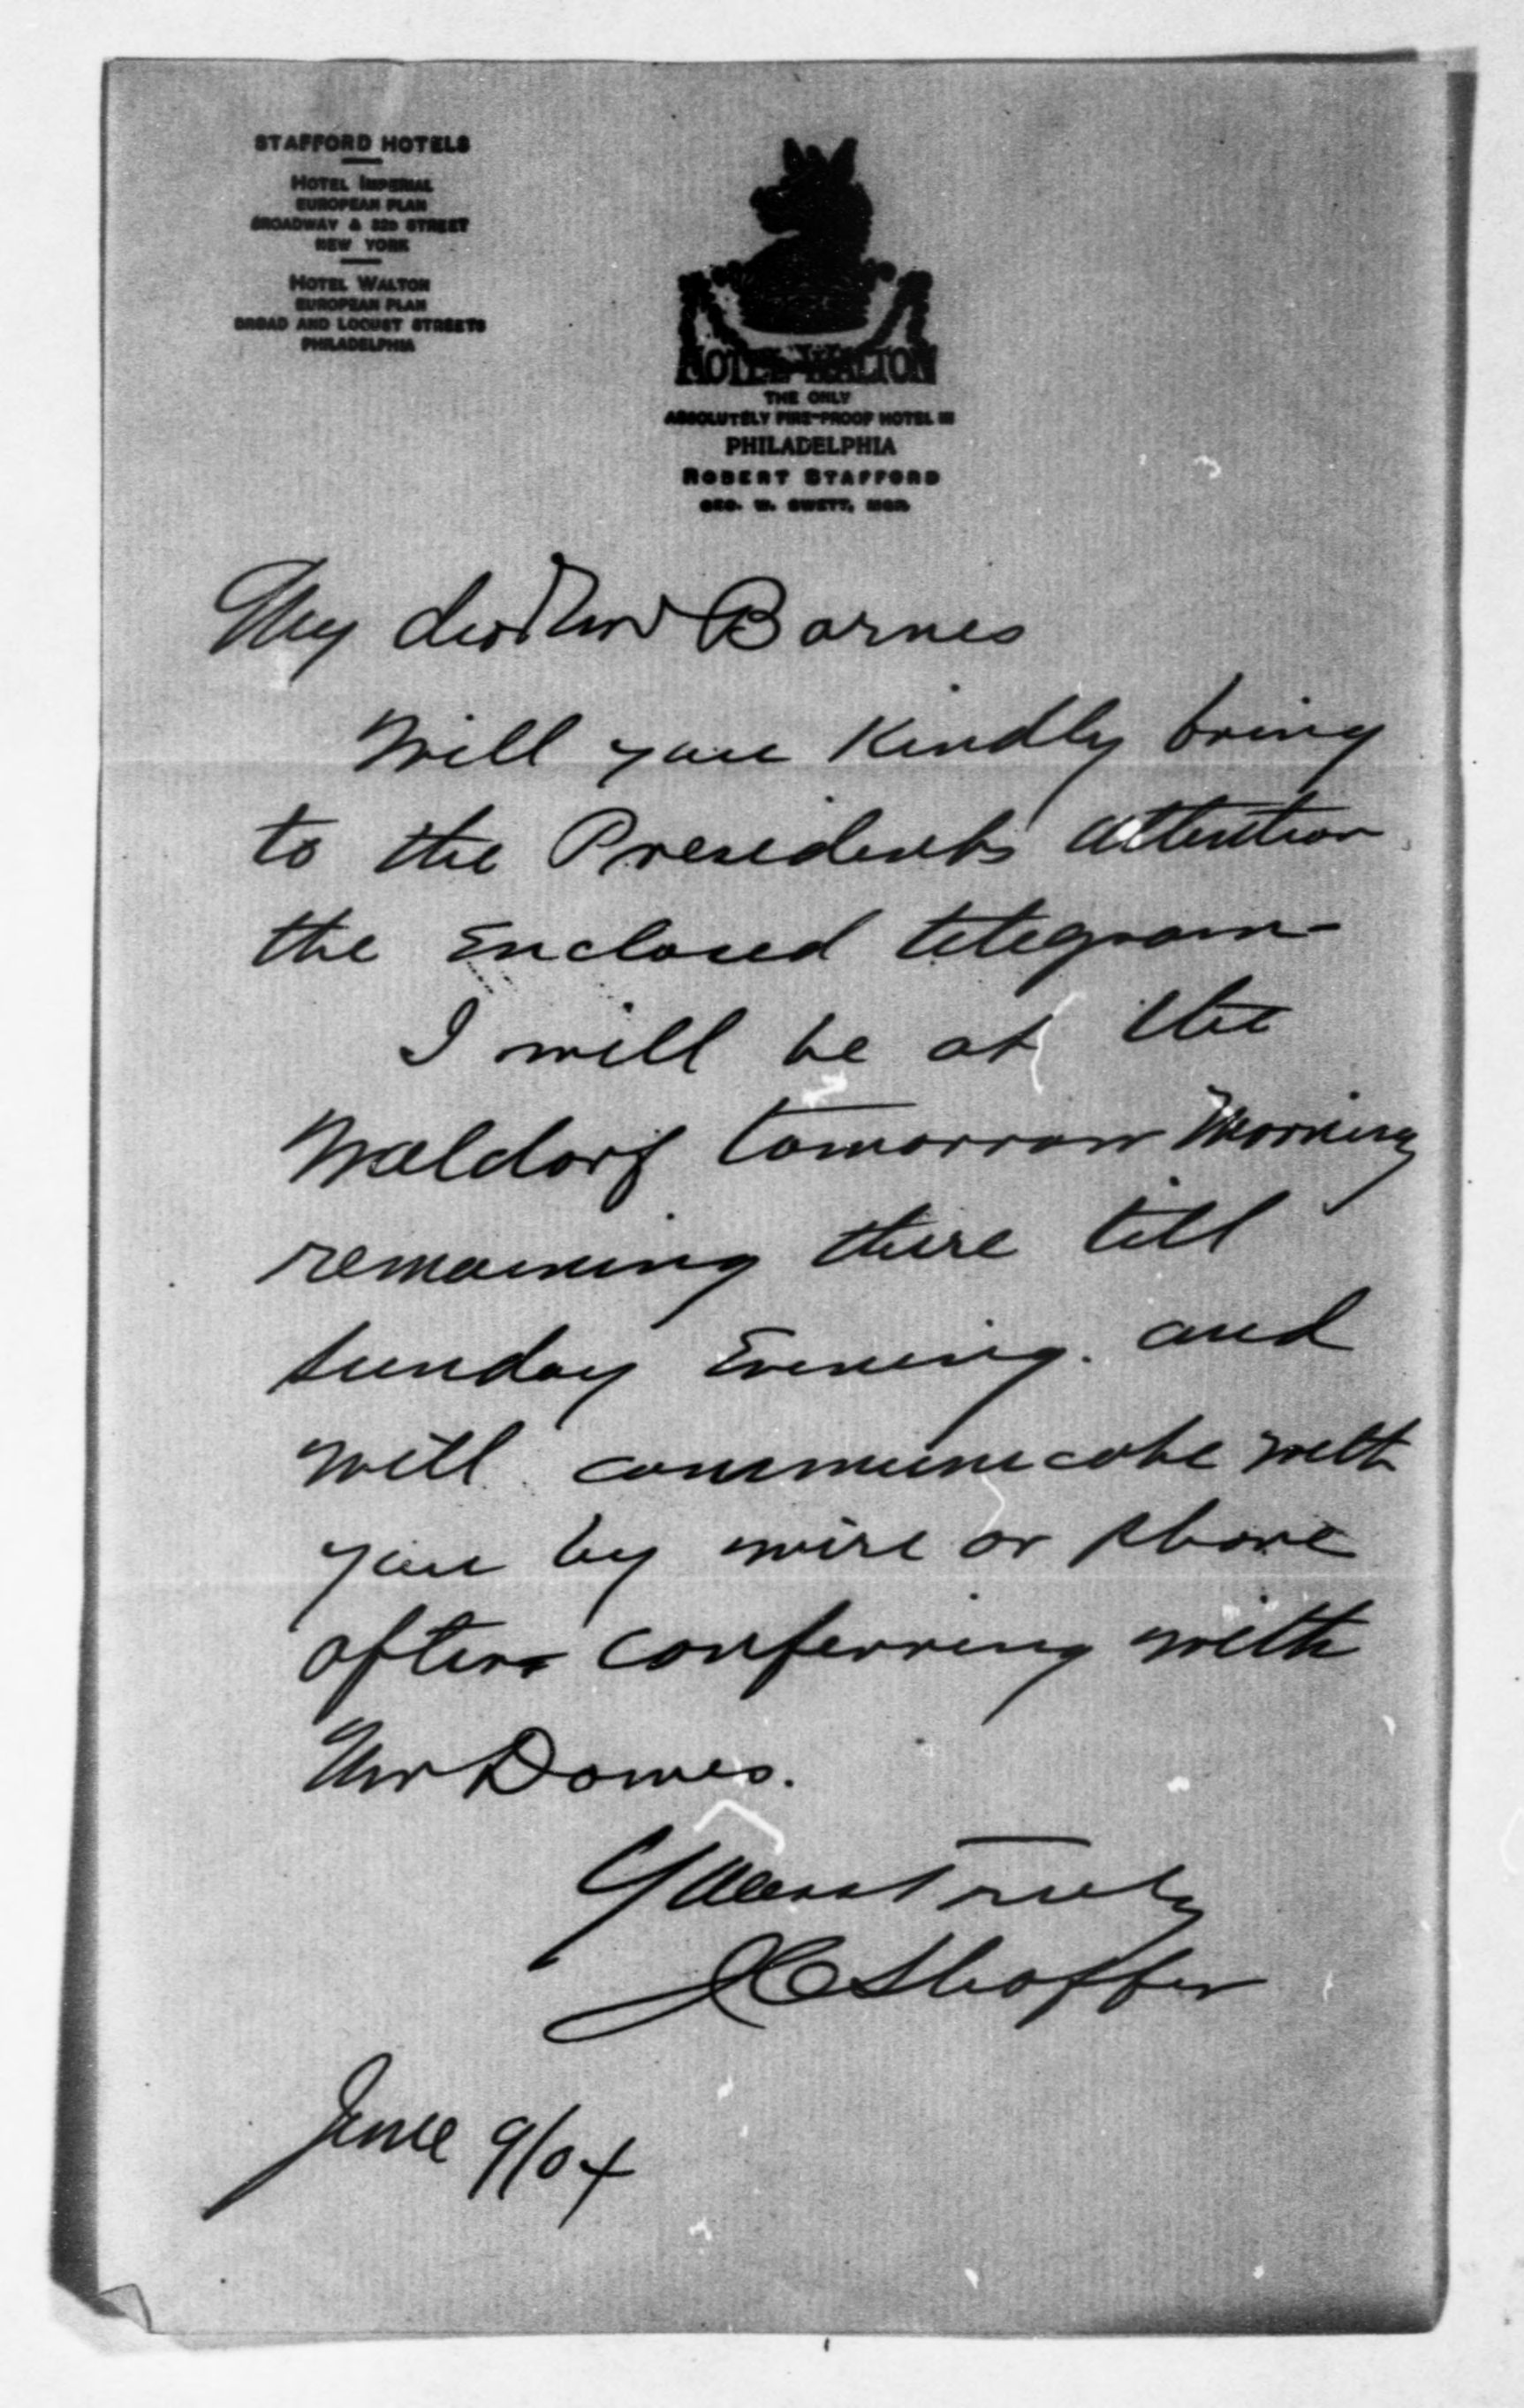 STAFFORD HOTELS
HOTEL IMPERIAL
EUROPEAN PLAN
BROADWAY & 32D STREET
NEW YORK
HOTEL WALTON
EUROPEAN PLAN
BROAD AND LOCUST STREETS
PHILADELPHIA
HOTEL WALTON
THE ONLY
ABSOLUTELY FIRE-PROOF HOTEL IN
PHILADELPHIA
ROBERT STAFFORD
GEO. W. SWETT, MGR.
My dear Mr Barnes
Will you kindly bring
to the Presidents attention
the Enclosed telegram-
I will be at the
Waldorf tomorrow Morning
remaining there till
Sunday Evening. and
will communicate with
you by wire or phone
after conferring with
Mr Dawes.
Yours Truly
JCShaffer
June 9/04